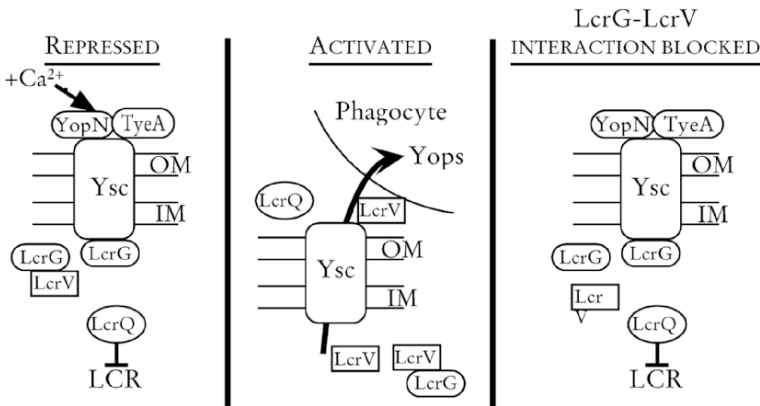 REPRESSED
+Ca²⁺
YopN TyeA
OM
Ysc
IM
LcrG LcrG
LcrV
LcrQ
LCR
ACTIVATED
Phagocyte
Yops
LcrQ
LcrV
OM
Ysc
IM
LcrV LcrV
LcrG
LcrG-LcrV
INTERACTION BLOCKED
YopN TyeA
OM
Ysc
IM
LcrG LcrG
Lcr
V
LcrQ
LCR